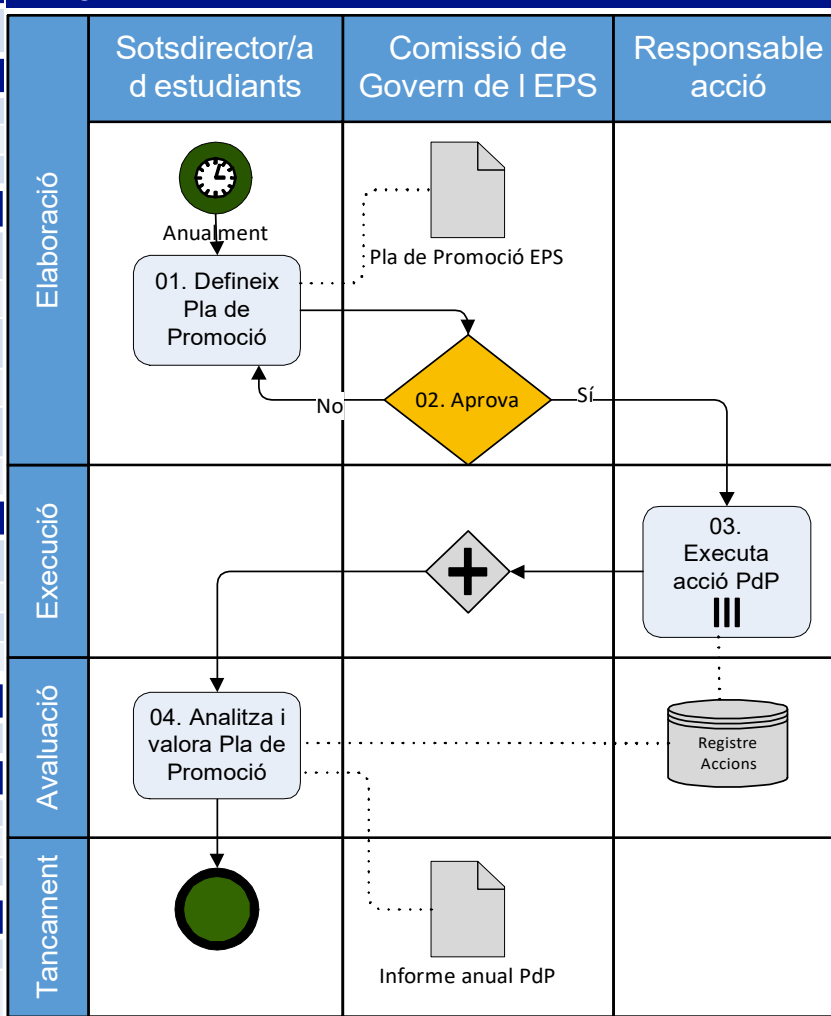 Sotsdirector/a
d estudiants
Comissió de
Govern de l EPS
Responsable
acció
Elaboració
Anualment
Pla de Promoció EPS
01. Defineix
Pla de
Promoció
02. Aprova
No
Sí
Execució
03.
Executa
acció PdP
Avaluació
04. Analitza i
valora Pla de
Promoció
Registre
Accions
Tancament
Informe anual PdP